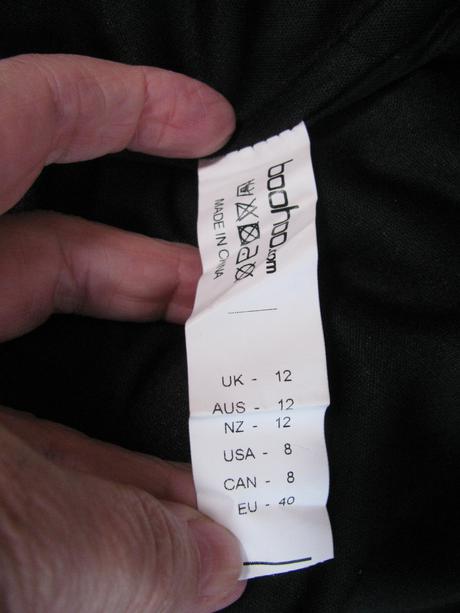 boohoo.com
MADE IN CHINA
UK - 12
AUS - 12
NZ - 12
USA - 8
CAN - 8
EU - 40